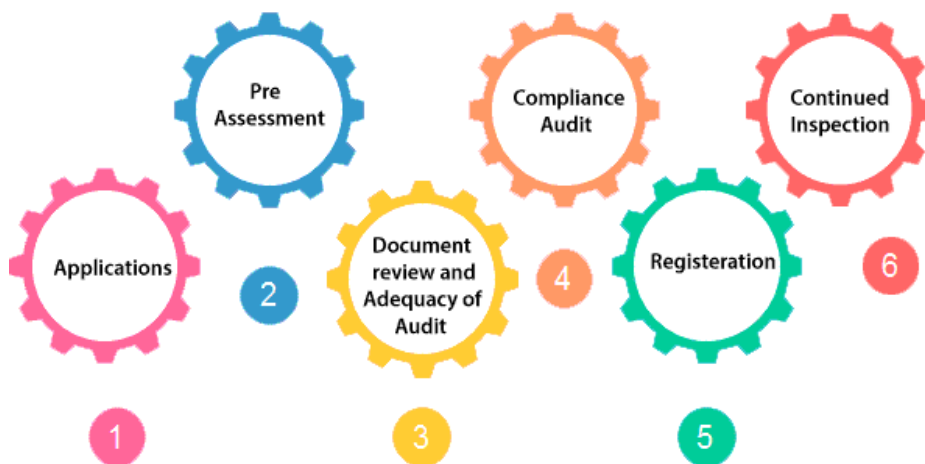 Applications
1
Pre
Assessment
2
Document
review and
Adequacy of
Audit
3
Compliance
Audit
4
Registeration
5
Continued
Inspection
6